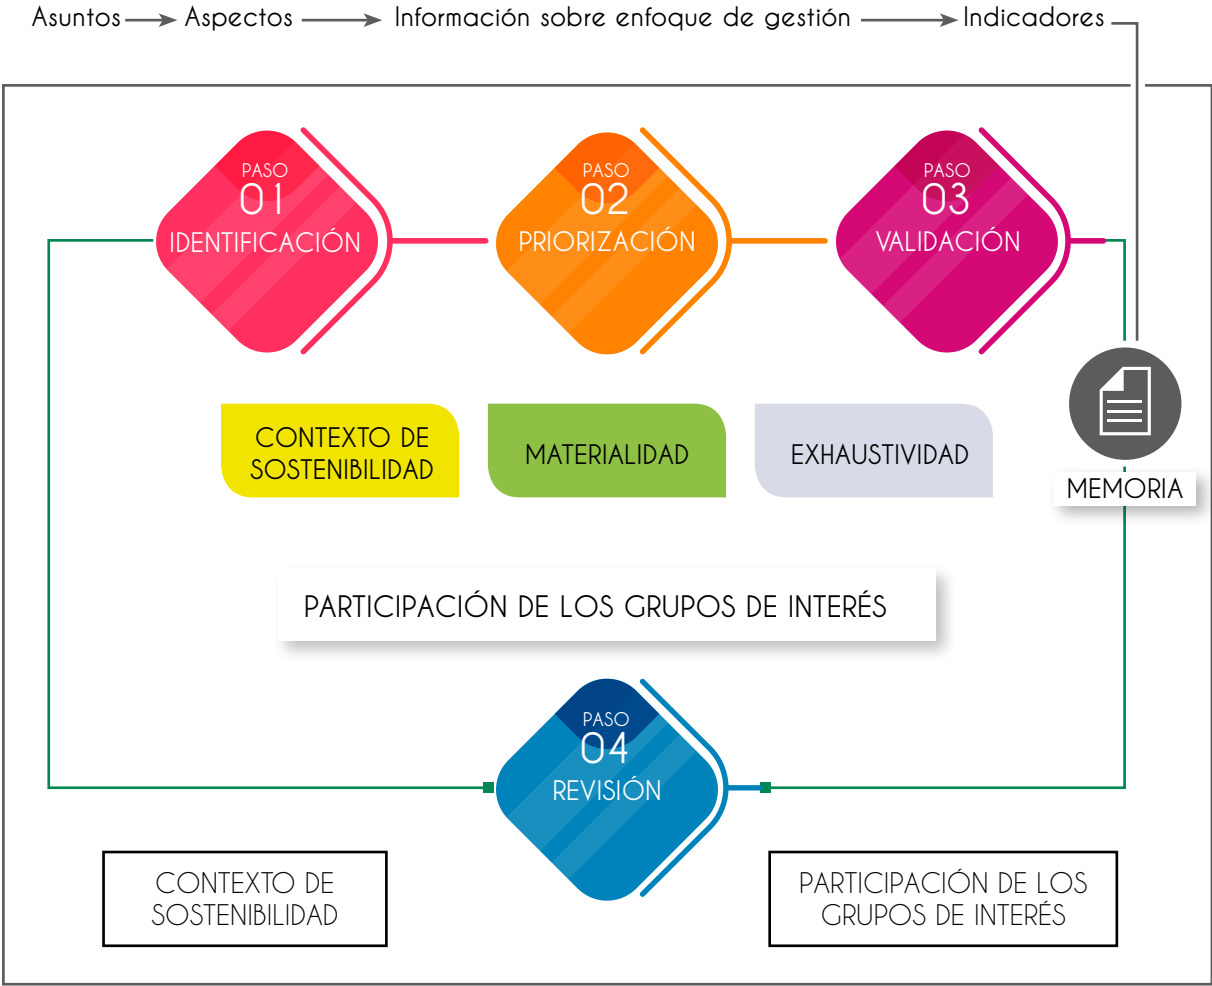 Asuntos Aspectos Información sobre enfoque de gestión Indicadores
PASO
01
IDENTIFICACIÓN
PASO
02
PRIORIZACIÓN
PASO
03
VALIDACIÓN
CONTEXTO DE
SOSTENIBILIDAD
MATERIALIDAD
EXHAUSTIVIDAD
MEMORIA
PARTICIPACIÓN DE LOS GRUPOS DE INTERÉS
PASO
04
REVISIÓN
CONTEXTO DE
SOSTENIBILIDAD
PARTICIPACIÓN DE LOS
GRUPOS DE INTERÉS